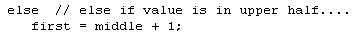 else  // else if value is in upper half....
   first = middle + 1;